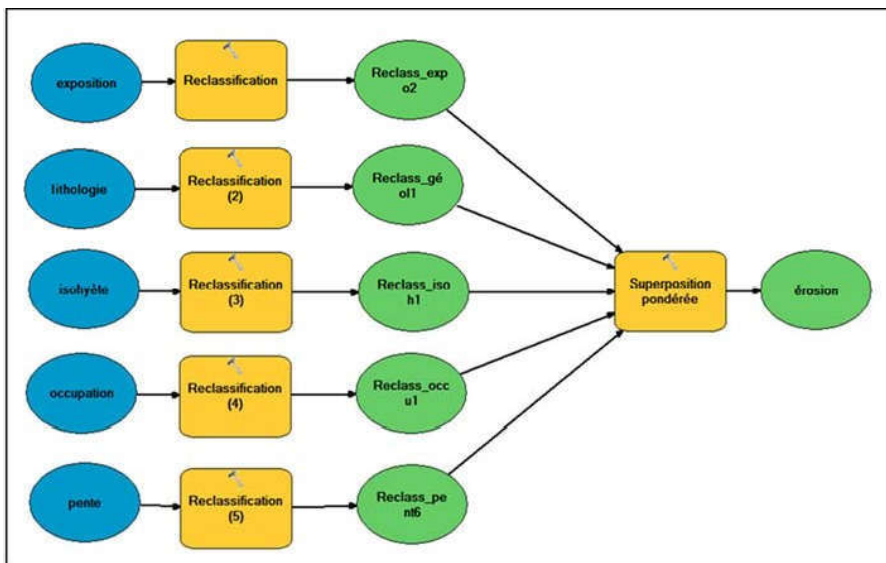 exposition
Reclassification
Reclass_exp
o2
lithologie
Reclassification
(2)
Reclass_gé
ol1
isohyète
Reclassification
(3)
Reclass_iso
h1
Superposition
pondérée
érosion
occupation
Reclassification
(4)
Reclass_occ
u1
pente
Reclassification
(5)
Reclass_pe
nt6